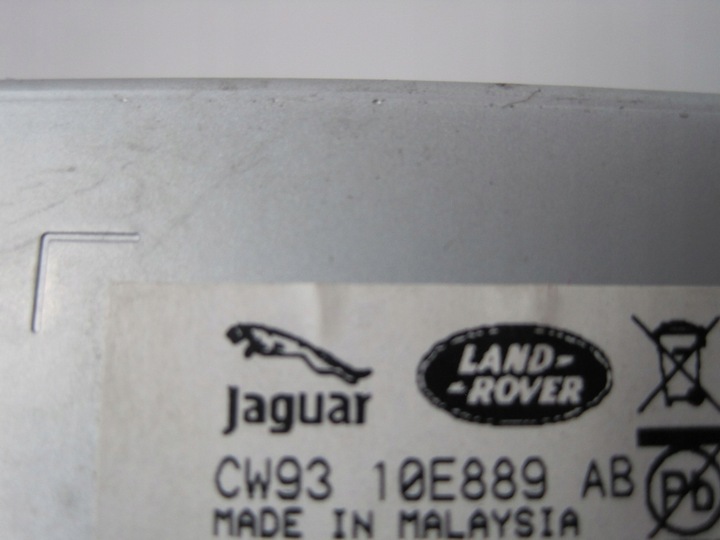 Jaguar
LAND-
-ROVER
CW93 10E889 AB
Pb
MADE IN MALAYSIA